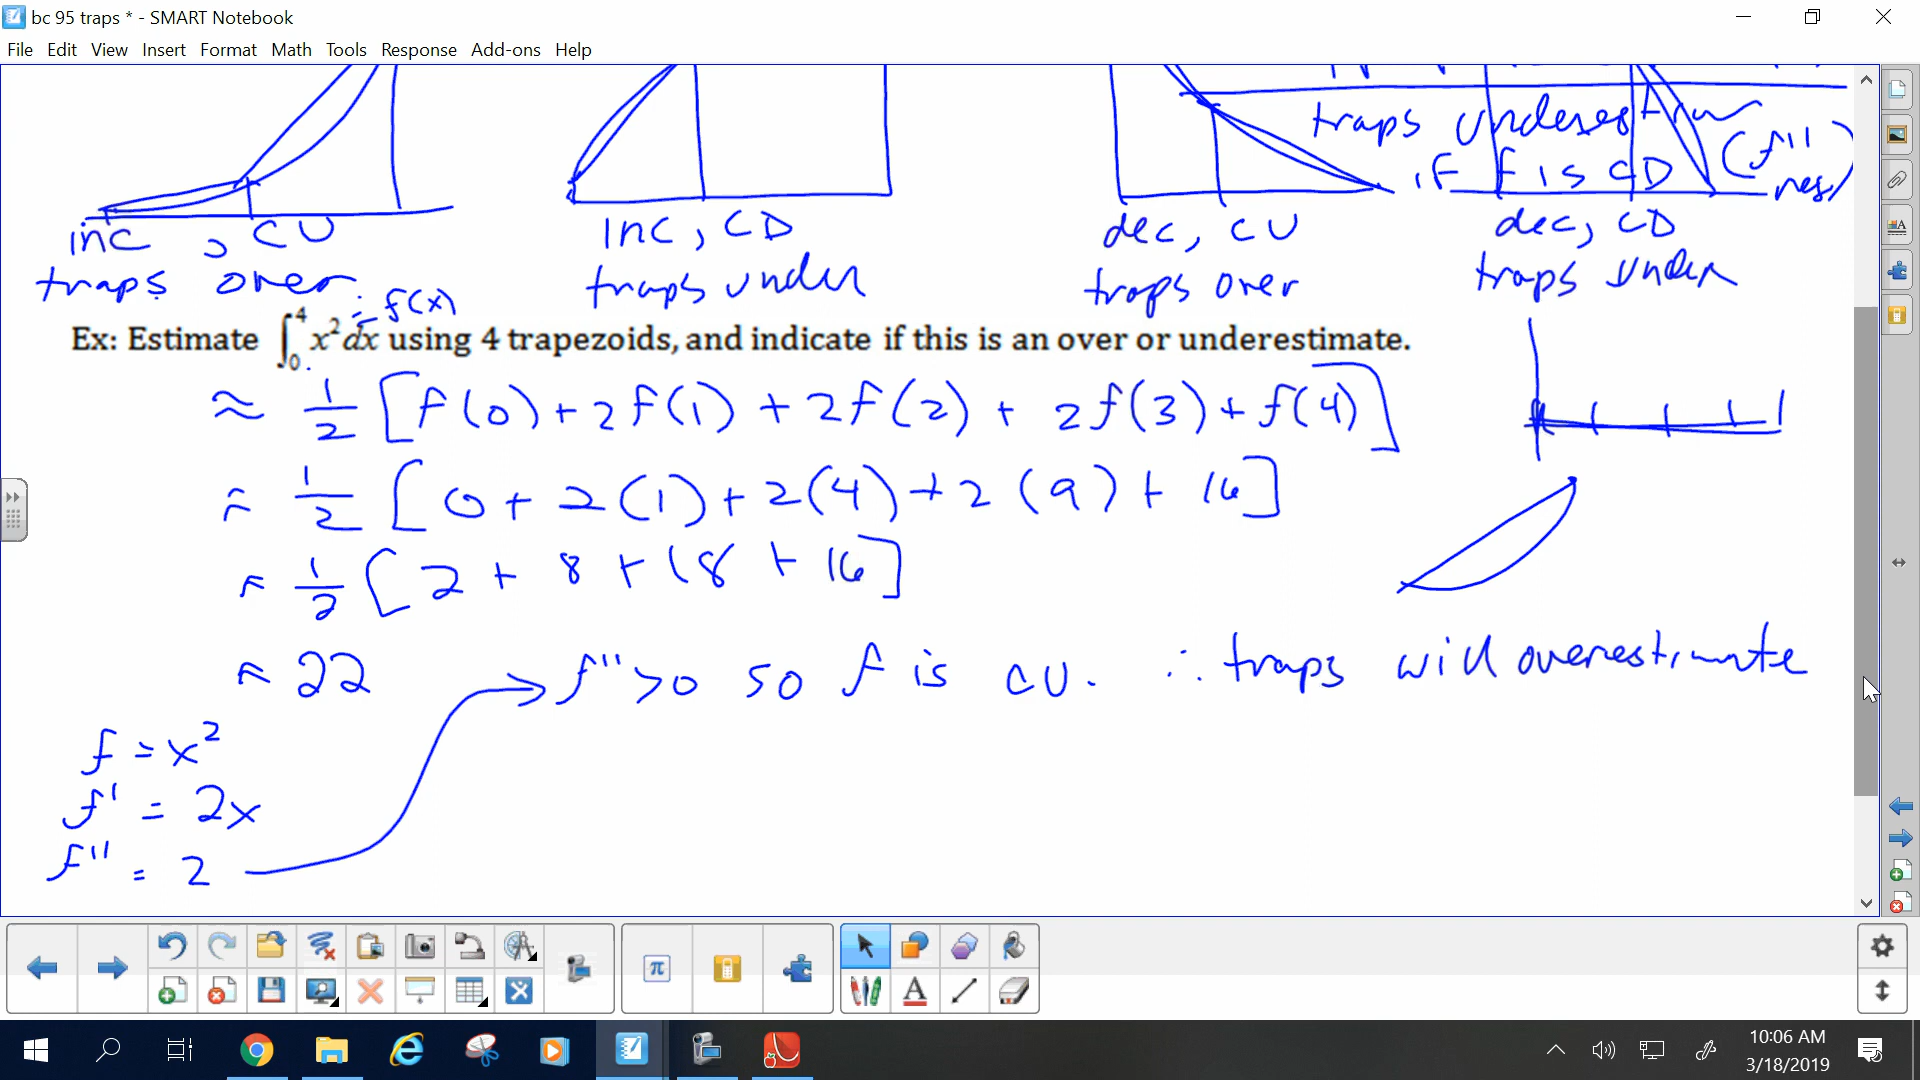 bc 95 traps * - SMART Notebook
File Edit View Insert Format Math Tools Response Add-ons Help
traps
if f is CD (f''
inc , CU
traps over
inc, CD
traps under
dec, CU
traps over
dec, CD
traps under
= f(x)
Ex: Estimate ∫₀⁴ x² dx using 4 trapezoids, and indicate if this is an over or underestimate.
≈ 1/2 [f(0) + 2f(1) + 2f(2) + 2f(3) + f(4)]
≈ 1/2 [0 + 2(1) + 2(4) + 2(9) + 16]
≈ 1/2 [2 + 8 + 18 + 16]
≈ 22
f'' > 0 so f is CU. ∴ traps will overestimate
f = x²
f' = 2x
f'' = 2
10:06 AM
3/18/2019